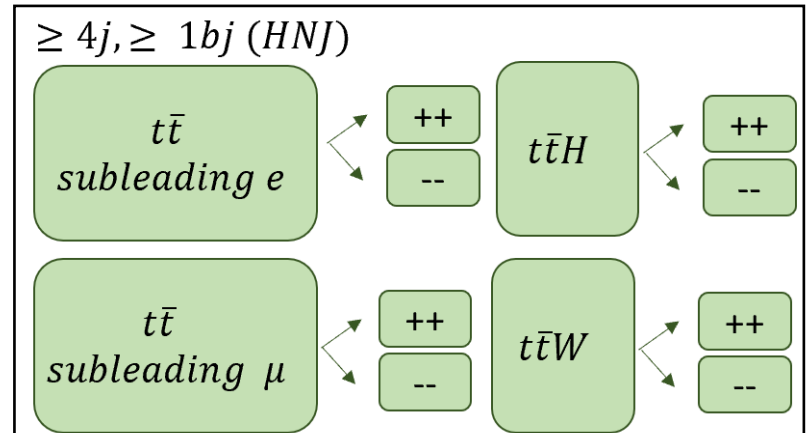 ≥ 4j, ≥ 1bj (HNJ)
tt̄
subleading e
++
--
tt̄H
++
--
tt̄
subleading μ
++
--
tt̄W
++
--